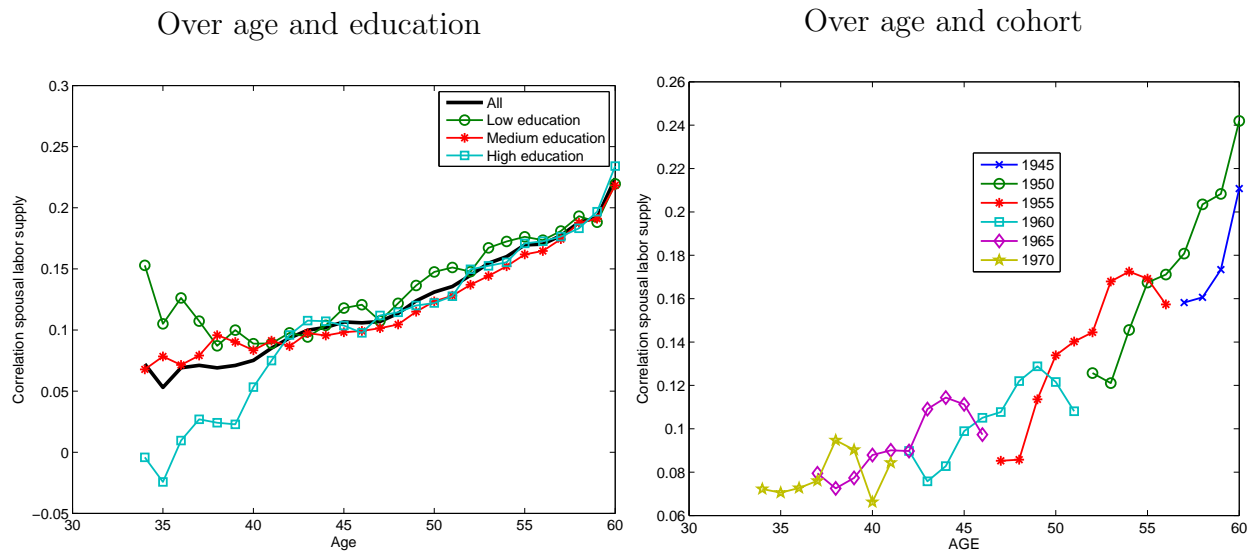 Over age and education
0.3
0.25
0.2
0.15
0.1
0.05
0
−0.05
Correlation spousal labor supply
30 35 40 45 50 55 60
Age
All
Low education
Medium education
High education
Over age and cohort
0.26
0.24
0.22
0.2
0.18
0.16
0.14
0.12
0.1
0.08
0.06
Correlation spousal labor supply
30 35 40 45 50 55 60
AGE
1945
1950
1955
1960
1965
1970